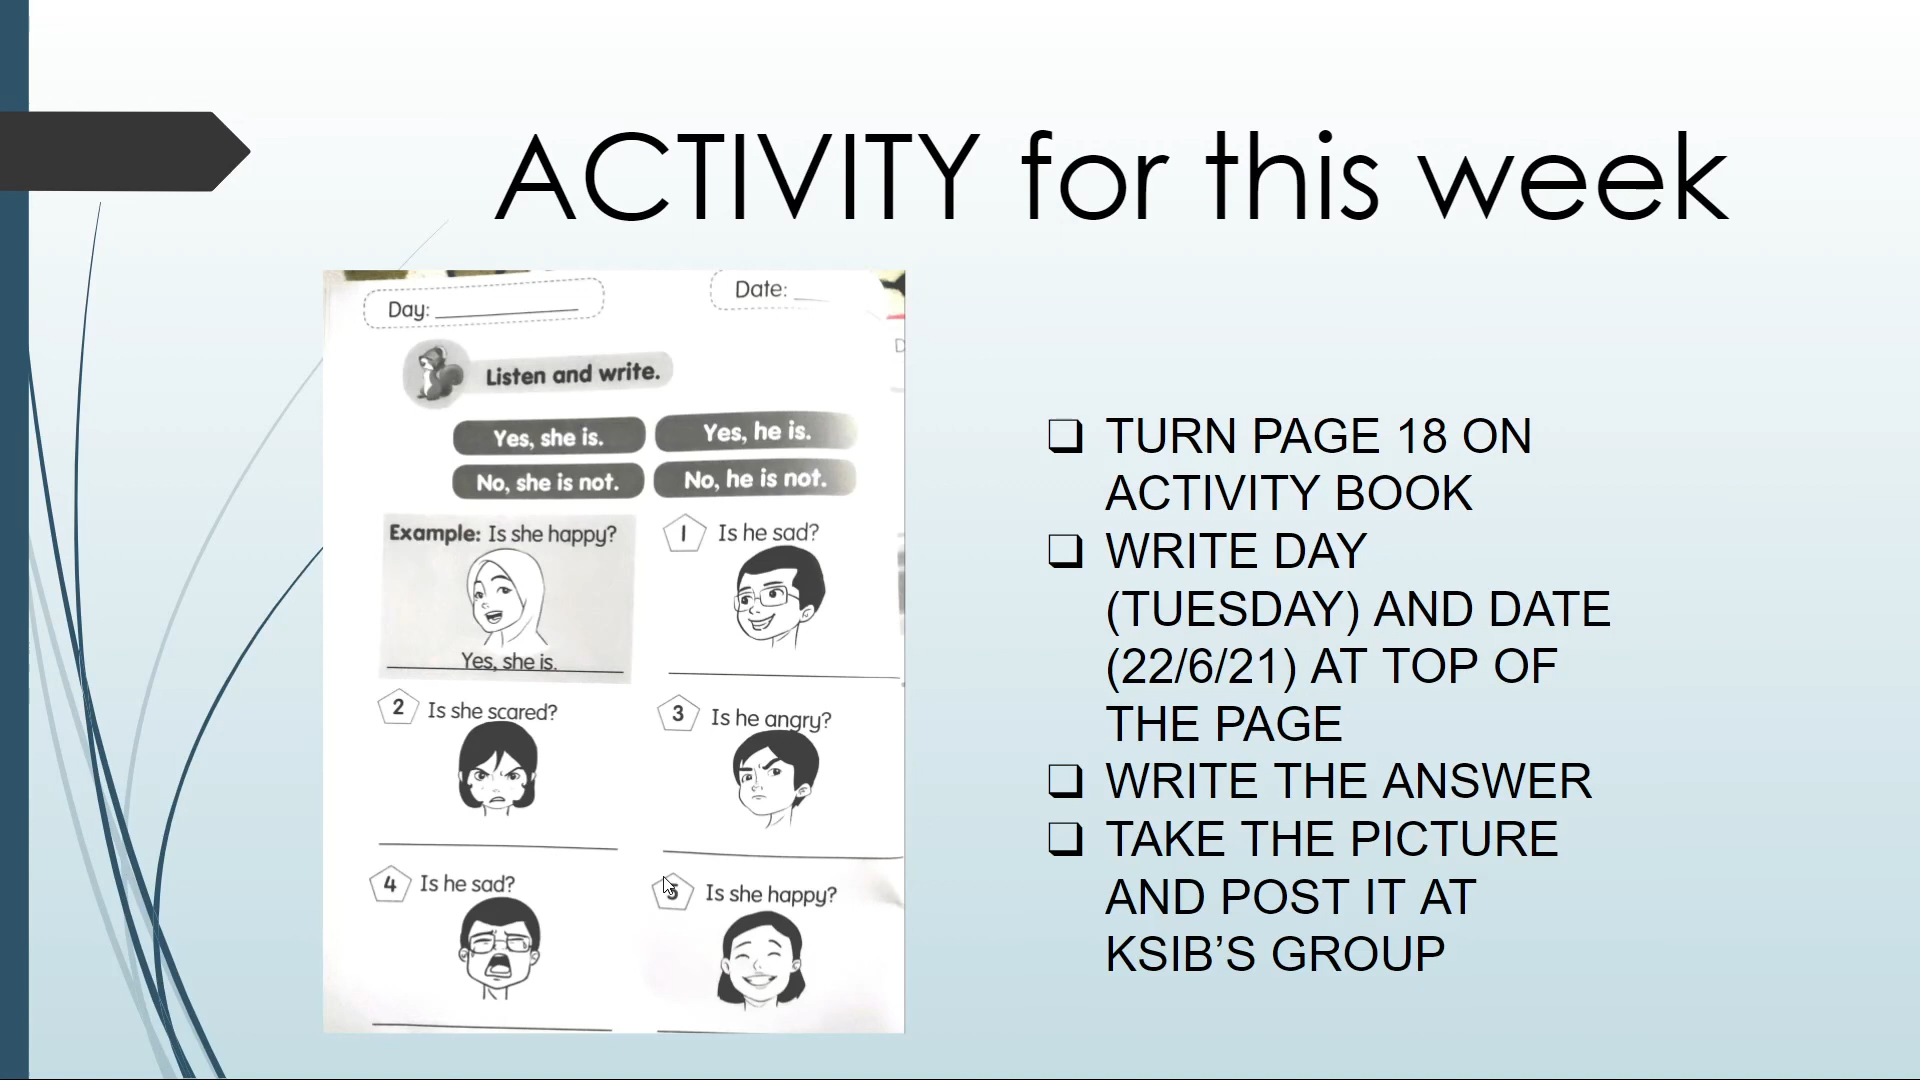 ACTIVITY for this week
Day:
Date:
Listen and write.
Yes, she is.
Yes, he is.
No, she is not.
No, he is not.
Example: Is she happy?
Yes, she is.
1 Is he sad?
2 Is she scared?
3 Is he angry?
4 Is he sad?
5 Is she happy?
❑ TURN PAGE 18 ON
ACTIVITY BOOK
❑ WRITE DAY
(TUESDAY) AND DATE
(22/6/21) AT TOP OF
THE PAGE
❑ WRITE THE ANSWER
❑ TAKE THE PICTURE
AND POST IT AT
KSIB’S GROUP